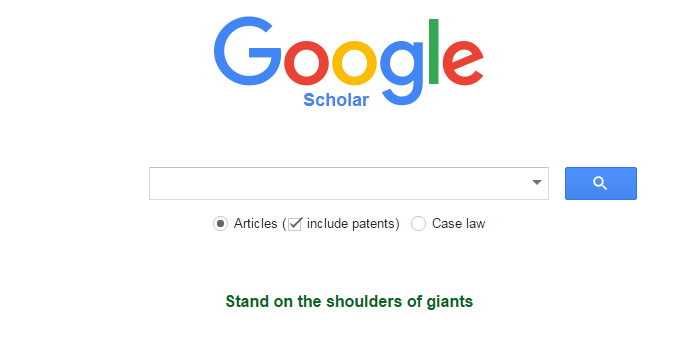 Google
Scholar
Articles (include patents) Case law
Stand on the shoulders of giants